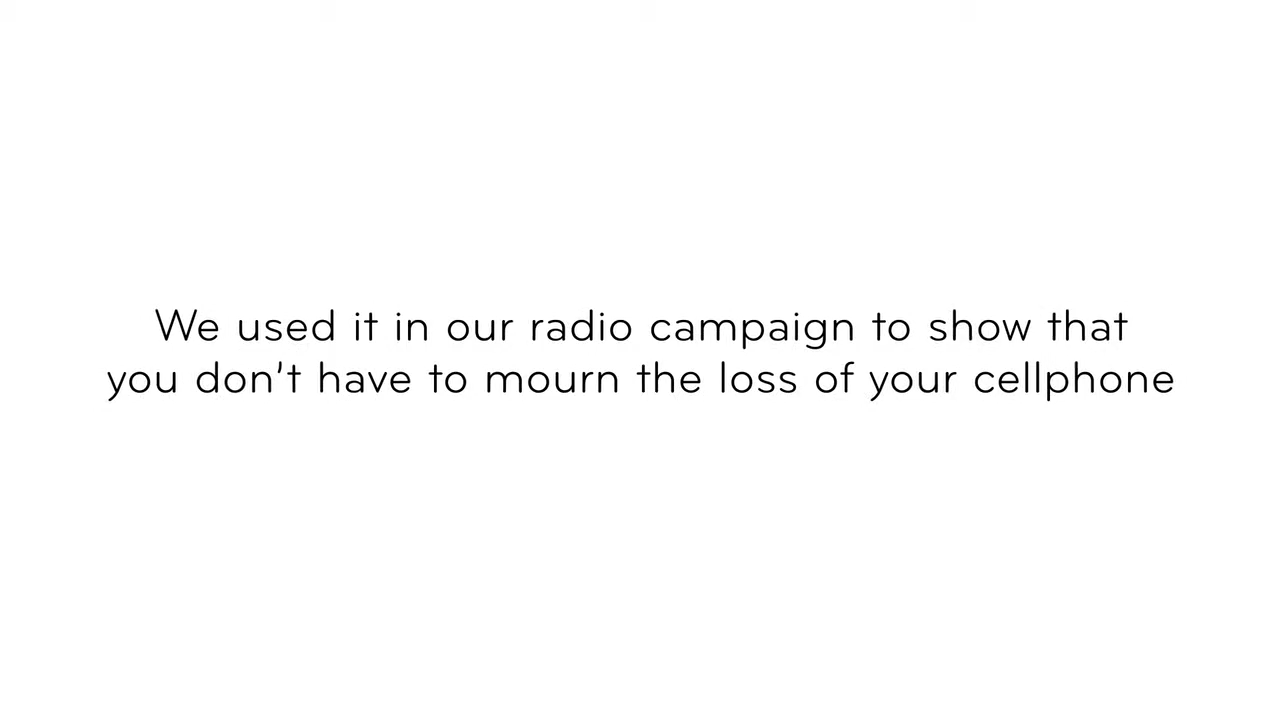 We used it in our radio campaign to show that
you don't have to mourn the loss of your cellphone